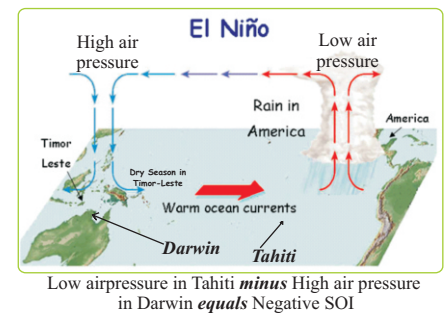 El Niño
High air
pressure
Low air
pressure
Rain in
America
America
Timor
Leste
Dry Season in
Timor-Leste
Warm ocean currents
Darwin
Tahiti
Low airpressure in Tahiti minus High air pressure
in Darwin equals Negative SOI